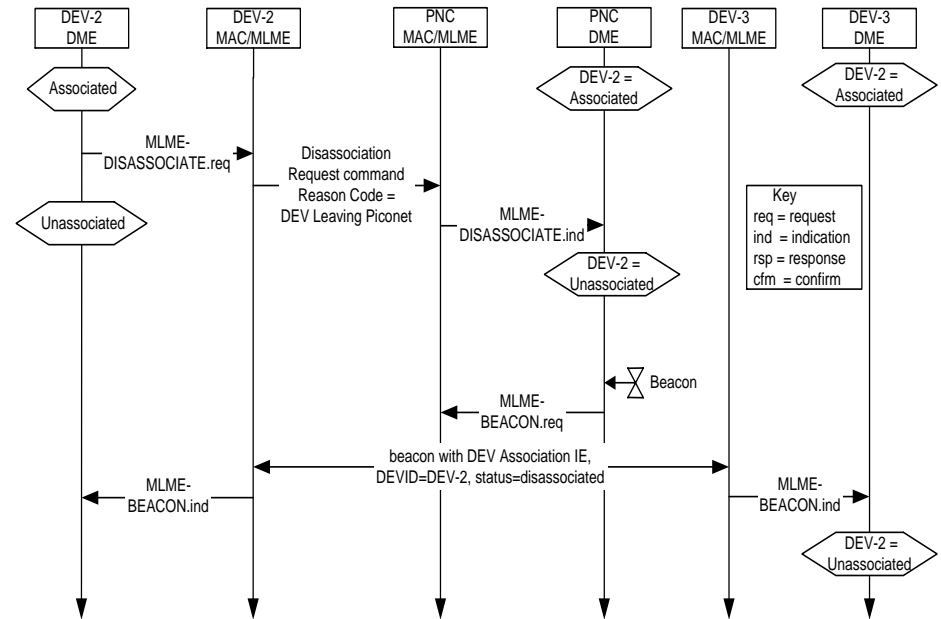 DEV-2
DME
DEV-2
MAC/MLME
PNC
MAC/MLME
PNC
DME
DEV-3
MAC/MLME
DEV-3
DME
Associated
DEV-2 =
Associated
DEV-2 =
Associated
MLME-
DISASSOCIATE.req
Disassociation
Request command
Reason Code =
DEV Leaving Piconet
Unassociated
MLME-
DISASSOCIATE.ind
Key
req = request
ind = indication
rsp = response
cfm = confirm
DEV-2 =
Unassociated
Beacon
MLME-
BEACON.req
beacon with DEV Association IE,
DEVID=DEV-2, status=disassociated
MLME-
BEACON.ind
MLME-
BEACON.ind
DEV-2 =
Unassociated